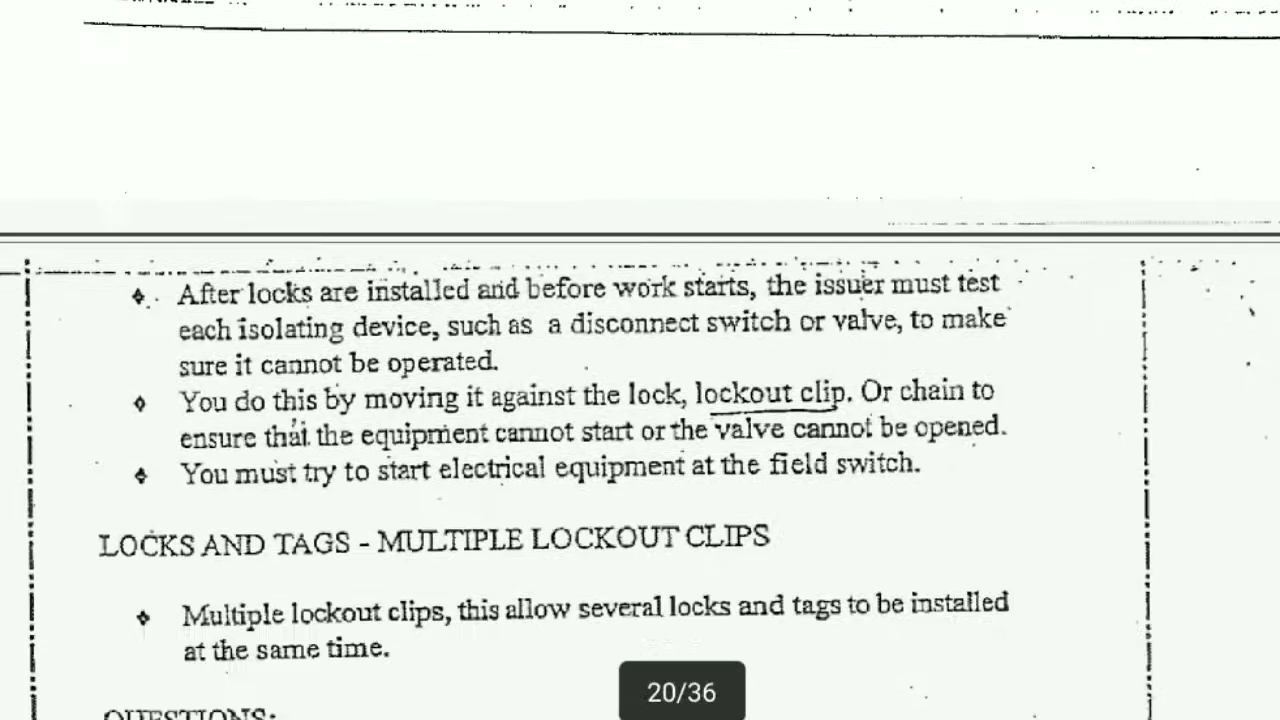 After locks are installed and before work starts, the issuer must test
each isolating device, such as a disconnect switch or valve, to make
sure it cannot be operated.
You do this by moving it against the lock, lockout clip. Or chain to
ensure that the equipment cannot start or the valve cannot be opened.
You must try to start electrical equipment at the field switch.
LOCKS AND TAGS - MULTIPLE LOCKOUT CLIPS
Multiple lockout clips, this allow several locks and tags to be installed
at the same time.
20/36
QUESTIONS: